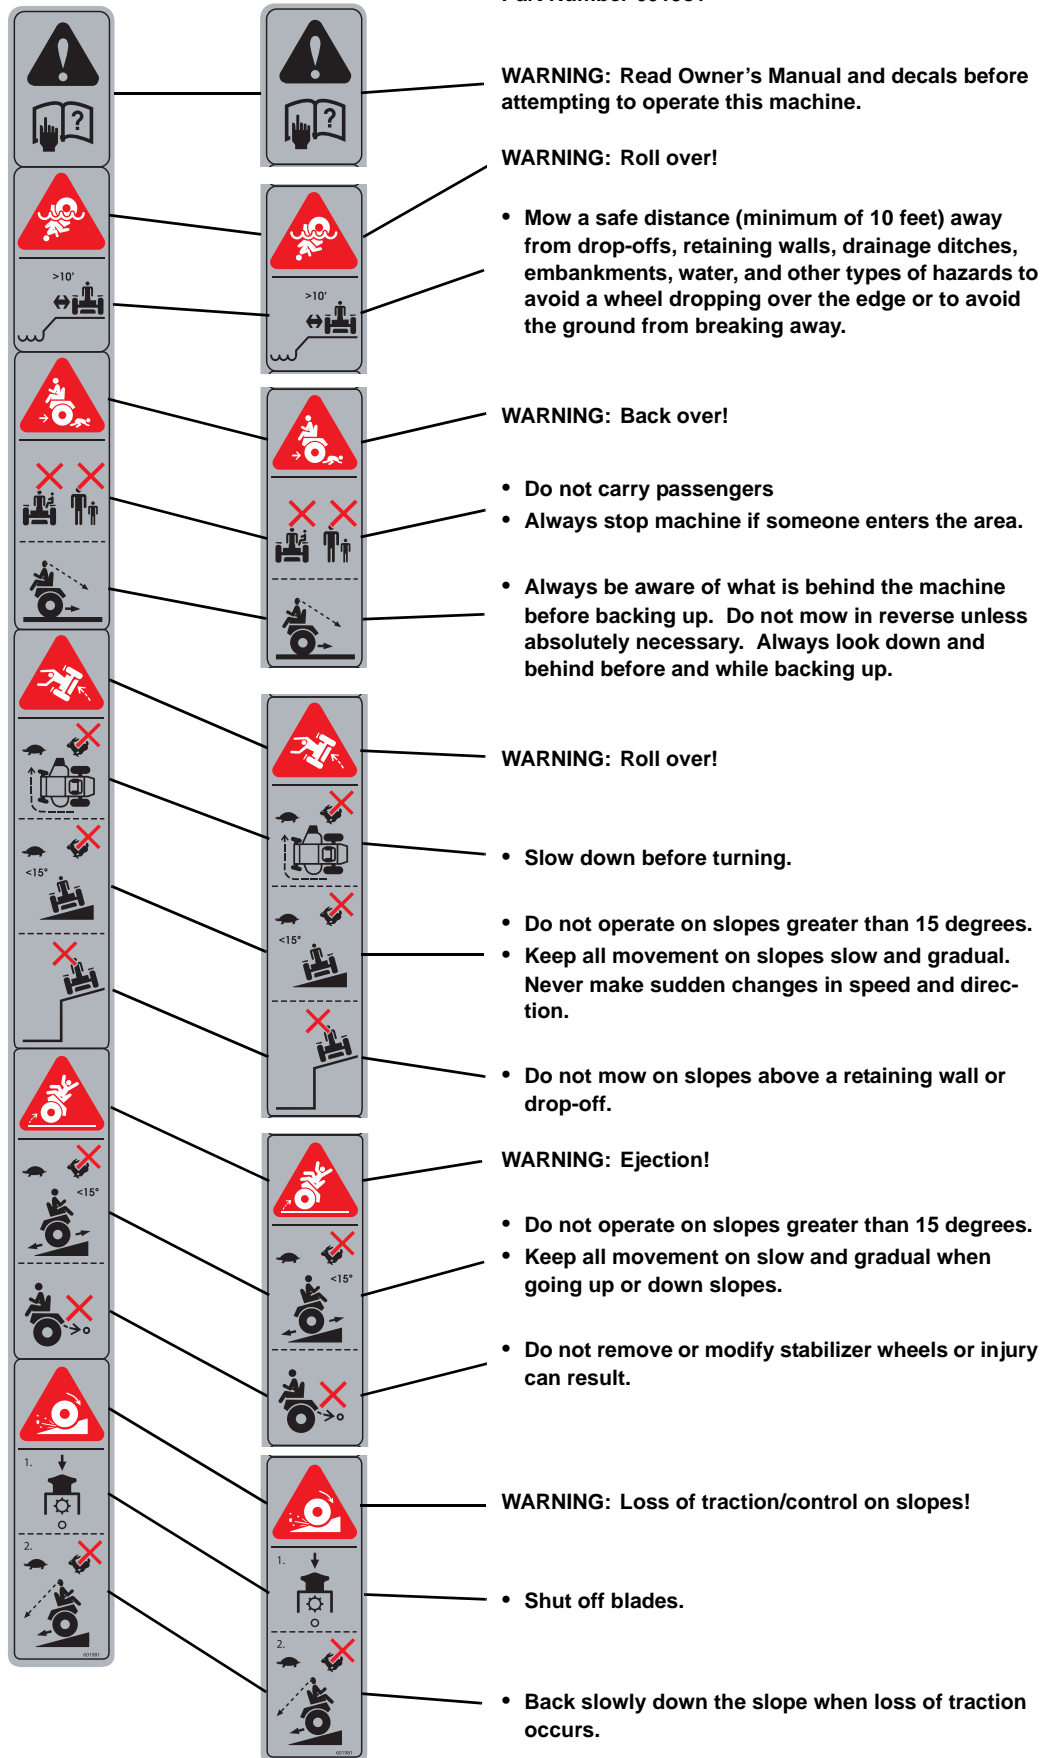 WARNING: Read Owner's Manual and decals before
attempting to operate this machine.
WARNING: Roll over!
• Mow a safe distance (minimum of 10 feet) away
from drop-offs, retaining walls, drainage ditches,
embankments, water, and other types of hazards to
avoid a wheel dropping over the edge or to avoid
the ground from breaking away.
WARNING: Back over!
• Do not carry passengers
• Always stop machine if someone enters the area.
• Always be aware of what is behind the machine
before backing up. Do not mow in reverse unless
absolutely necessary. Always look down and
behind before and while backing up.
WARNING: Roll over!
• Slow down before turning.
• Do not operate on slopes greater than 15 degrees.
• Keep all movement on slopes slow and gradual.
Never make sudden changes in speed and direc-
tion.
• Do not mow on slopes above a retaining wall or
drop-off.
WARNING: Ejection!
• Do not operate on slopes greater than 15 degrees.
• Keep all movement on slow and gradual when
going up or down slopes.
• Do not remove or modify stabilizer wheels or injury
can result.
WARNING: Loss of traction/control on slopes!
• Shut off blades.
• Back slowly down the slope when loss of traction
occurs.
?
>10'
<15°
<15°
1.
2.
601981
?
>10'
<15°
<15°
1.
2.
601981